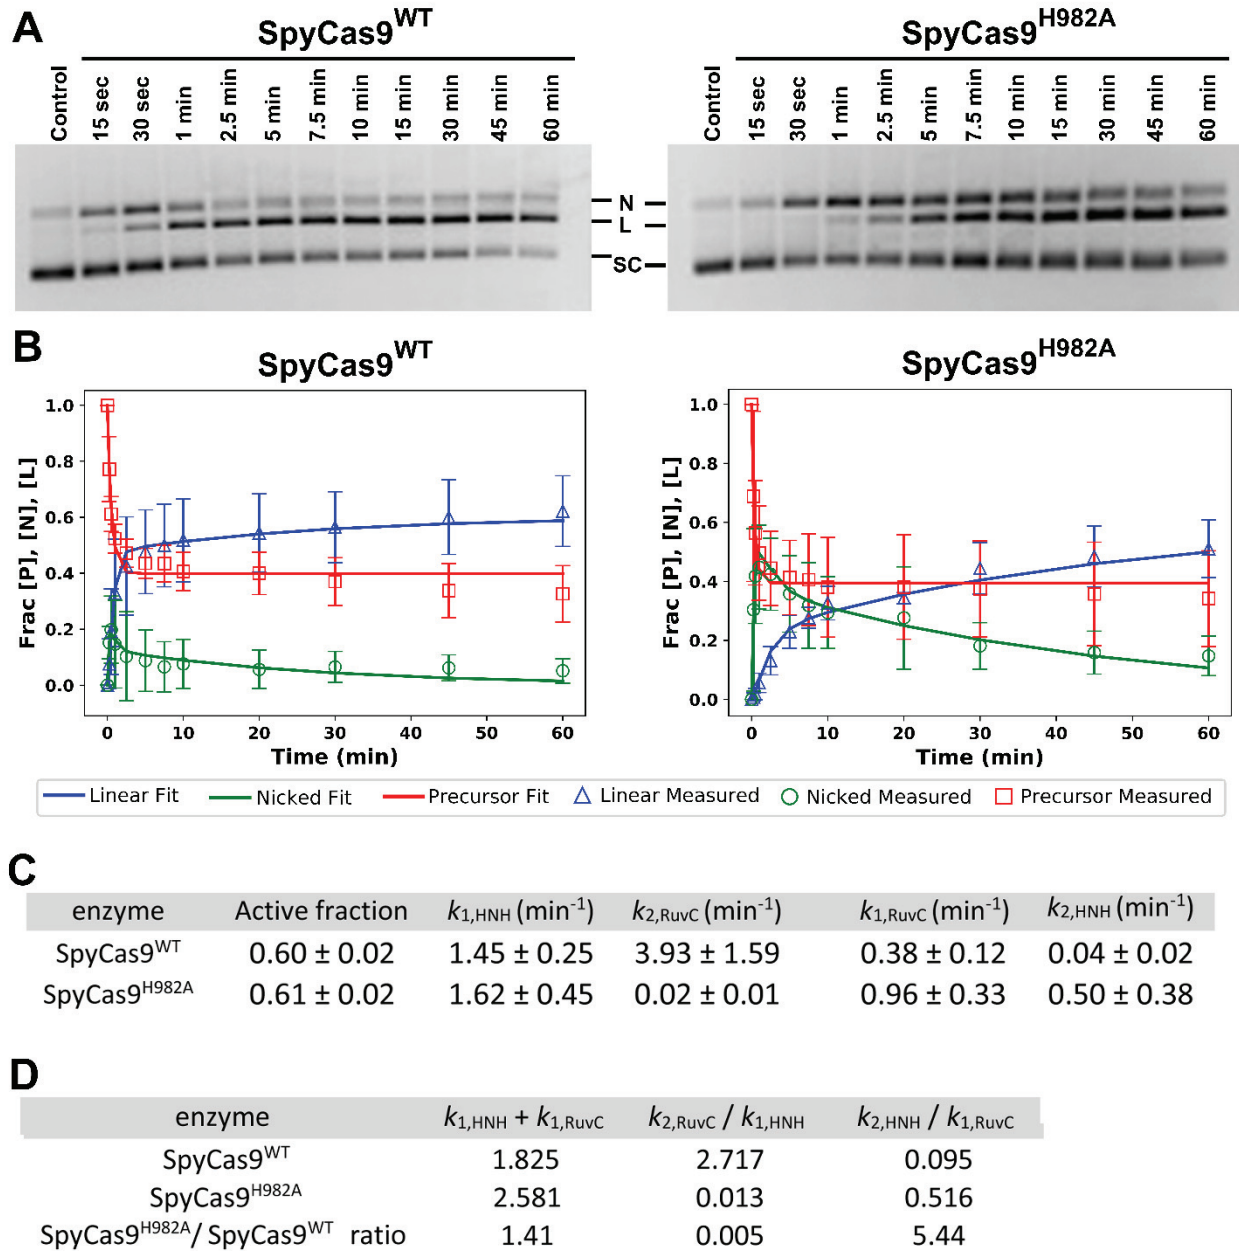 A
SpyCas9WT
SpyCas9H982A
Control 15 sec 30 sec 1 min 2.5 min 5 min 7.5 min 10 min 15 min 30 min 45 min 60 min
Control 15 sec 30 sec 1 min 2.5 min 5 min 7.5 min 10 min 15 min 30 min 45 min 60 min
N
L
SC
B
SpyCas9WT
SpyCas9H982A
Frac [P], [N], [L]
1.0
0.8
0.6
0.4
0.2
0.0
0 10 20 30 40 50 60
Time (min)
Frac [P], [N], [L]
1.0
0.8
0.6
0.4
0.2
0.0
0 10 20 30 40 50 60
Time (min)
Linear Fit Nicked Fit Precursor Fit Linear Measured Nicked Measured Precursor Measured
C
enzyme Active fraction k1,HNH (min-1) k2,RuvC (min-1) k1,RuvC (min-1) k2,HNH (min-1)
SpyCas9WT 0.60 ± 0.02 1.45 ± 0.25 3.93 ± 1.59 0.38 ± 0.12 0.04 ± 0.02
SpyCas9H982A 0.61 ± 0.02 1.62 ± 0.45 0.02 ± 0.01 0.96 ± 0.33 0.50 ± 0.38
D
enzyme k1,HNH + k1,RuvC k2,RuvC / k1,HNH k2,HNH / k1,RuvC
SpyCas9WT 1.825 2.717 0.095
SpyCas9H982A 2.581 0.013 0.516
SpyCas9H982A/ SpyCas9WT ratio 1.41 0.005 5.44